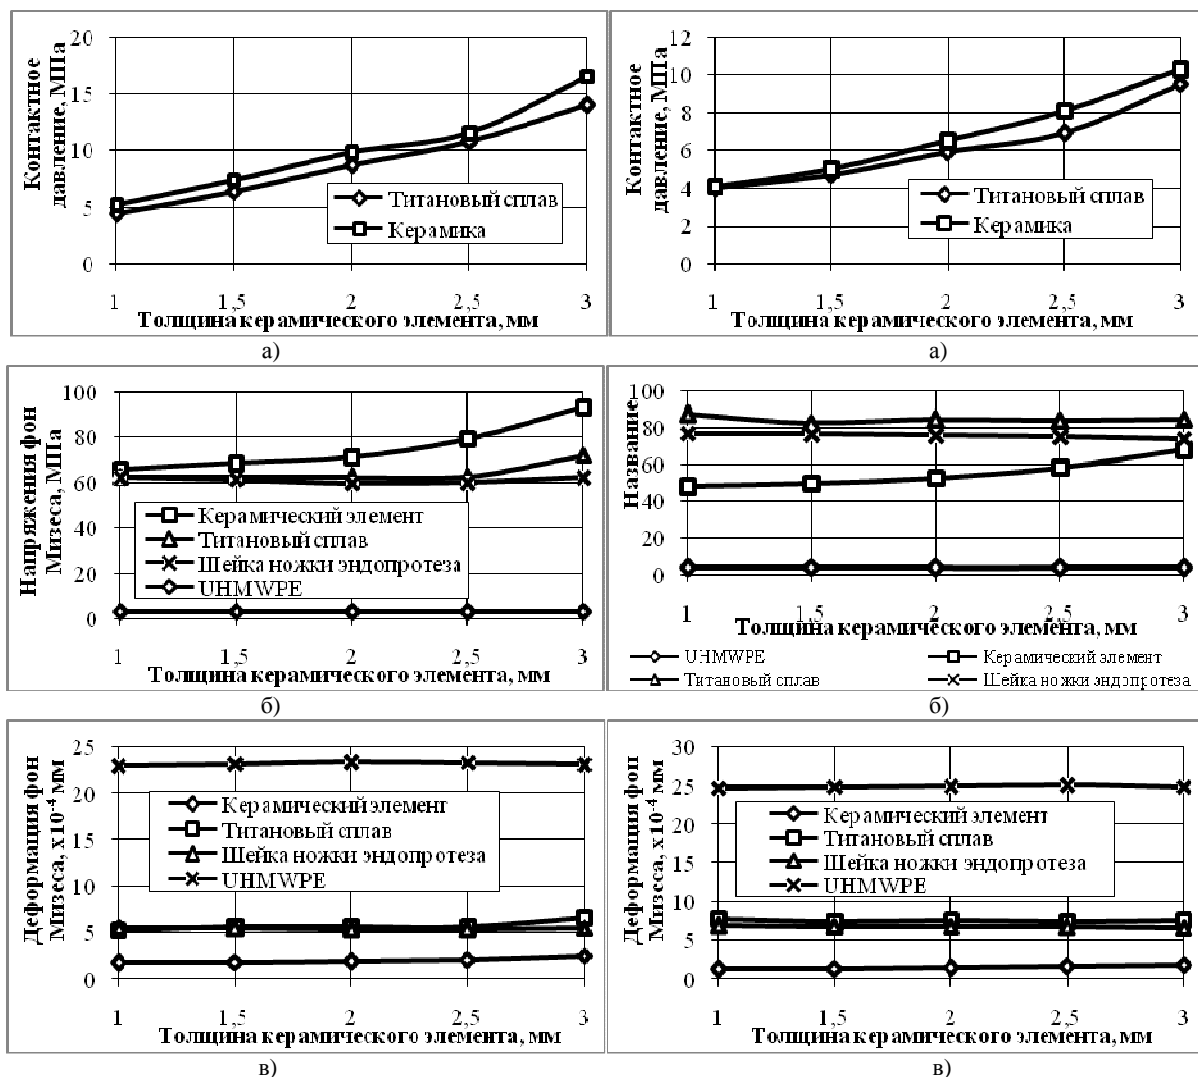 Контактное
давление, МПа
20
15
10
5
0
1
1,5
2
2,5
3
Титановый сплав
Керамика
Толщина керамического элемента, мм
а)
Контактное
давление, МПа
12
10
8
6
4
2
0
1
1,5
2
2,5
3
Титановый сплав
Керамика
Толщина керамического элемента, мм
а)
Напряжения фон
Мизеса, МПа
100
80
60
40
20
0
1
1,5
2
2,5
3
Керамический элемент
Титановый сплав
Шейка ножки эндопротеза
UHMWPE
Толщина керамического элемента, мм
б)
Название
100
80
60
40
20
0
1
1,5
2
2,5
3
Толщина керамического элемента, мм
UHMWPE
Керамический элемент
Титановый сплав
Шейка ножки эндопротеза
б)
Деформация фон
Мизеса, х10⁻⁴ мм
25
20
15
10
5
0
1
1,5
2
2,5
3
Керамический элемент
Титановый сплав
Шейка ножки эндопротеза
UHMWPE
Толщина керамического элемента, мм
в)
Деформация фон
Мизеса, х10⁻⁴ мм
30
25
20
15
10
5
0
1
1,5
2
2,5
3
Керамический элемент
Титановый сплав
Шейка ножки эндопротеза
UHMWPE
Толщина керамического элемента, мм
в)